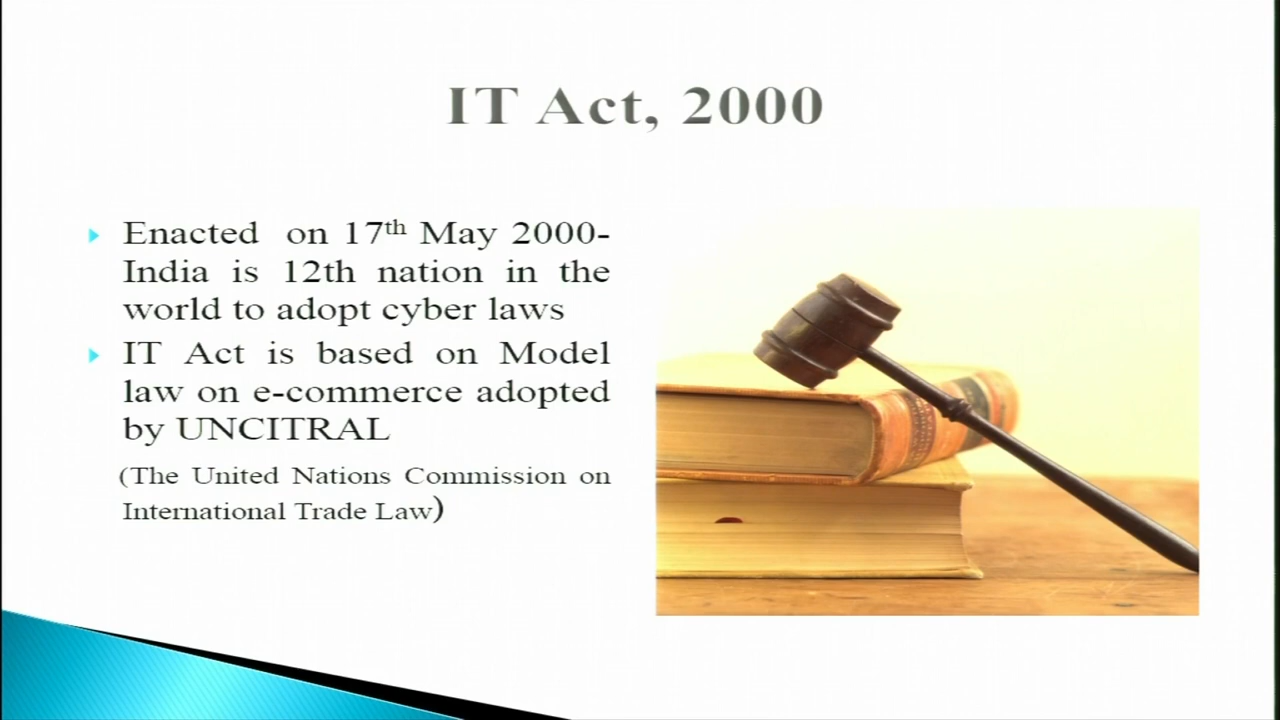 IT Act, 2000
Enacted on 17th May 2000-
India is 12th nation in the
world to adopt cyber laws
IT Act is based on Model
law on e-commerce adopted
by UNCITRAL
(The United Nations Commission on
International Trade Law)